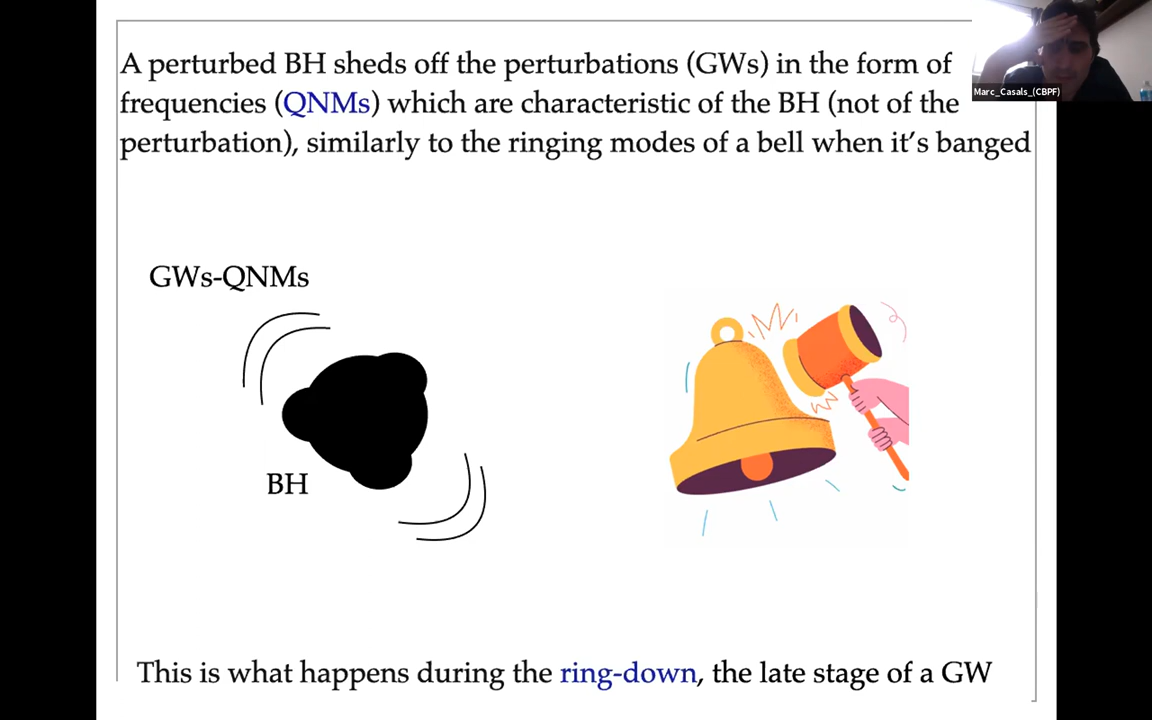 A perturbed BH sheds off the perturbations (GWs) in the form of
frequencies (QNMs) which are characteristic of the BH (not of the
perturbation), similarly to the ringing modes of a bell when it’s banged
Marc_Casals_(CBPF)
GWs-QNMs
BH
This is what happens during the ring-down, the late stage of a GW